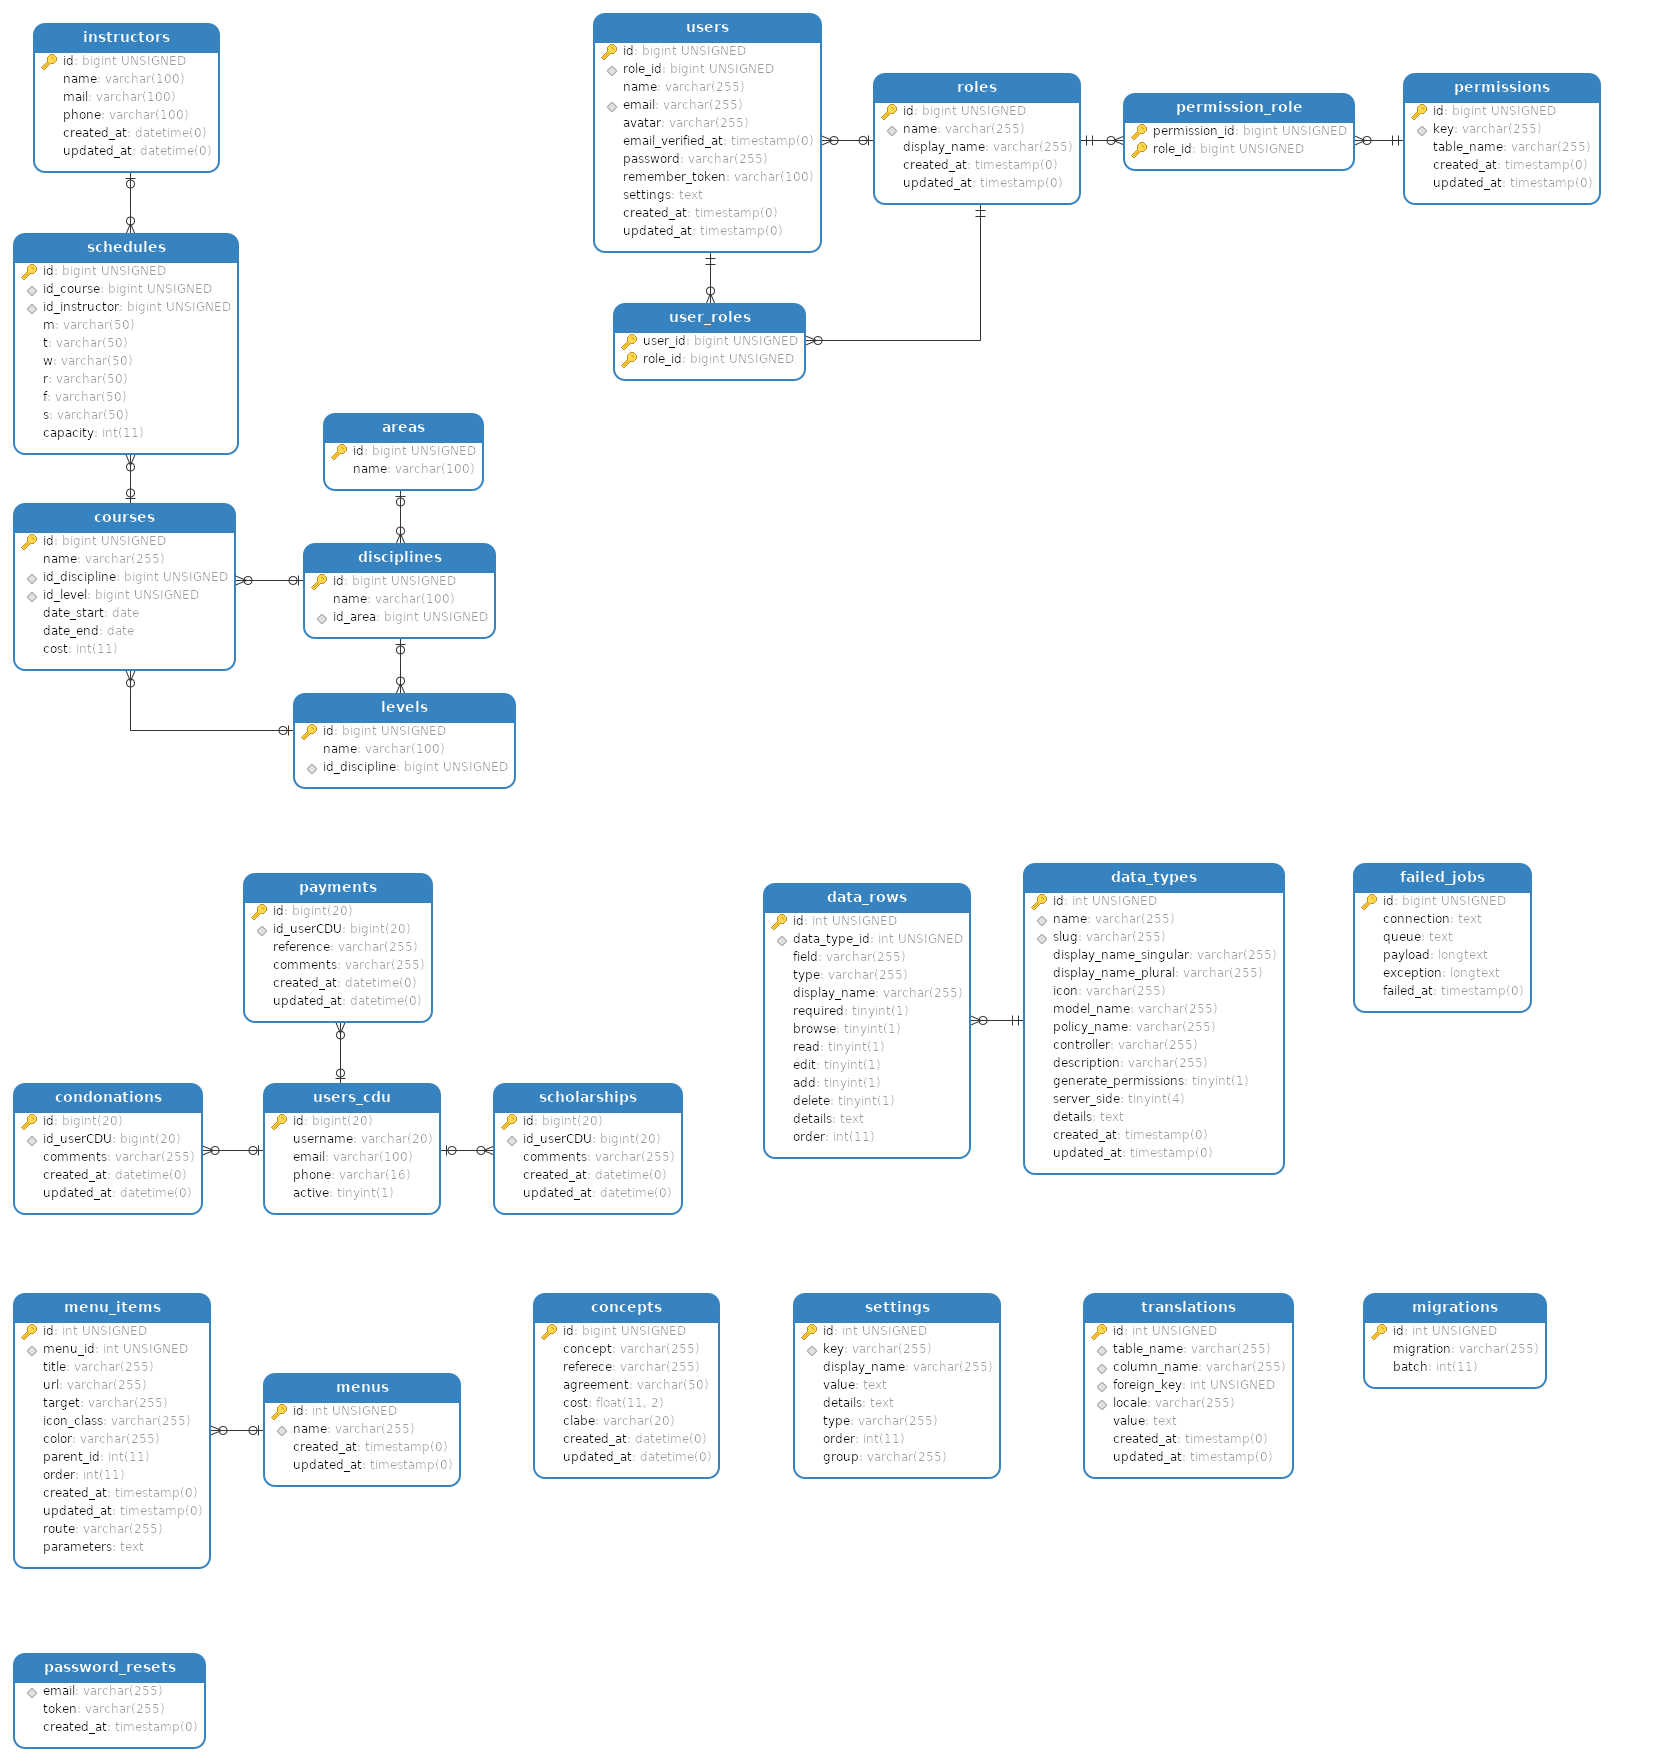 instructors
id: bigint UNSIGNED
name: varchar(100)
mail: varchar(100)
phone: varchar(100)
created_at: datetime(0)
updated_at: datetime(0)
users
id: bigint UNSIGNED
role_id: bigint UNSIGNED
name: varchar(255)
email: varchar(255)
avatar: varchar(255)
email_verified_at: timestamp(0)
password: varchar(255)
remember_token: varchar(100)
settings: text
created_at: timestamp(0)
updated_at: timestamp(0)
roles
id: bigint UNSIGNED
name: varchar(255)
display_name: varchar(255)
created_at: timestamp(0)
updated_at: timestamp(0)
permission_role
permission_id: bigint UNSIGNED
role_id: bigint UNSIGNED
permissions
id: bigint UNSIGNED
key: varchar(255)
table_name: varchar(255)
created_at: timestamp(0)
updated_at: timestamp(0)
schedules
id: bigint UNSIGNED
id_course: bigint UNSIGNED
id_instructor: bigint UNSIGNED
m: varchar(50)
t: varchar(50)
w: varchar(50)
r: varchar(50)
f: varchar(50)
s: varchar(50)
capacity: int(11)
user_roles
user_id: bigint UNSIGNED
role_id: bigint UNSIGNED
areas
id: bigint UNSIGNED
name: varchar(100)
courses
id: bigint UNSIGNED
name: varchar(255)
id_discipline: bigint UNSIGNED
id_level: bigint UNSIGNED
date_start: date
date_end: date
cost: int(11)
disciplines
id: bigint UNSIGNED
name: varchar(100)
id_area: bigint UNSIGNED
levels
id: bigint UNSIGNED
name: varchar(100)
id_discipline: bigint UNSIGNED
payments
id: bigint(20)
id_userCDU: bigint(20)
reference: varchar(255)
comments: varchar(255)
created_at: datetime(0)
updated_at: datetime(0)
data_rows
id: int UNSIGNED
data_type_id: int UNSIGNED
field: varchar(255)
type: varchar(255)
display_name: varchar(255)
required: tinyint(1)
browse: tinyint(1)
read: tinyint(1)
edit: tinyint(1)
add: tinyint(1)
delete: tinyint(1)
details: text
order: int(11)
data_types
id: int UNSIGNED
name: varchar(255)
slug: varchar(255)
display_name_singular: varchar(255)
display_name_plural: varchar(255)
icon: varchar(255)
model_name: varchar(255)
policy_name: varchar(255)
controller: varchar(255)
description: varchar(255)
generate_permissions: tinyint(1)
server_side: tinyint(4)
details: text
created_at: timestamp(0)
updated_at: timestamp(0)
failed_jobs
id: bigint UNSIGNED
connection: text
queue: text
payload: longtext
exception: longtext
failed_at: timestamp(0)
condonations
id: bigint(20)
id_userCDU: bigint(20)
comments: varchar(255)
created_at: datetime(0)
updated_at: datetime(0)
users_cdu
id: bigint(20)
username: varchar(20)
email: varchar(100)
phone: varchar(16)
active: tinyint(1)
scholarships
id: bigint(20)
id_userCDU: bigint(20)
comments: varchar(255)
created_at: datetime(0)
updated_at: datetime(0)
menu_items
id: int UNSIGNED
menu_id: int UNSIGNED
title: varchar(255)
url: varchar(255)
target: varchar(255)
icon_class: varchar(255)
color: varchar(255)
parent_id: int(11)
order: int(11)
created_at: timestamp(0)
updated_at: timestamp(0)
route: varchar(255)
parameters: text
menus
id: int UNSIGNED
name: varchar(255)
created_at: timestamp(0)
updated_at: timestamp(0)
concepts
id: bigint UNSIGNED
concept: varchar(255)
referece: varchar(255)
agreement: varchar(50)
cost: float(11, 2)
clabe: varchar(20)
created_at: datetime(0)
updated_at: datetime(0)
settings
id: int UNSIGNED
key: varchar(255)
display_name: varchar(255)
value: text
details: text
type: varchar(255)
order: int(11)
group: varchar(255)
translations
id: int UNSIGNED
table_name: varchar(255)
column_name: varchar(255)
foreign_key: int UNSIGNED
locale: varchar(255)
value: text
created_at: timestamp(0)
updated_at: timestamp(0)
migrations
id: int UNSIGNED
migration: varchar(255)
batch: int(11)
password_resets
email: varchar(255)
token: varchar(255)
created_at: timestamp(0)